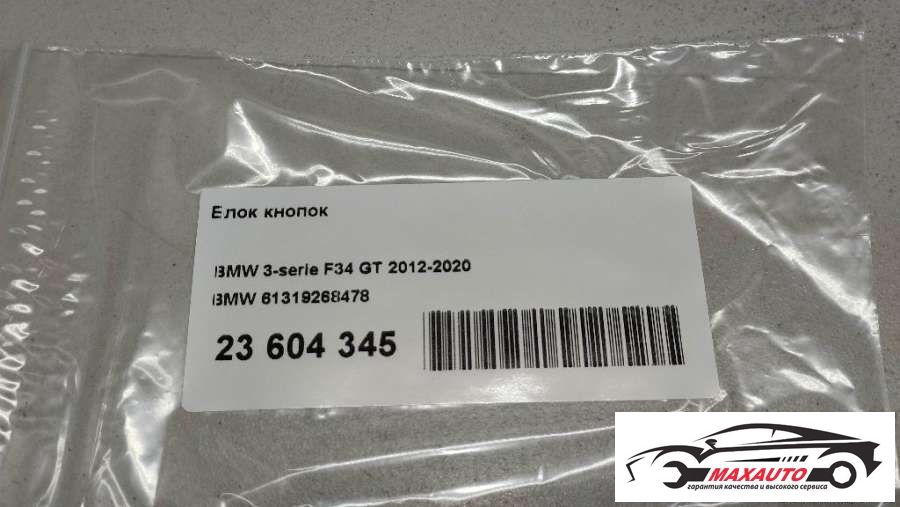 Блок кнопок
BMW 3-serie F34 GT 2012-2020
BMW 61319268478
23 604 345
MAXAUTO
гарантия качества и высокого сервиса